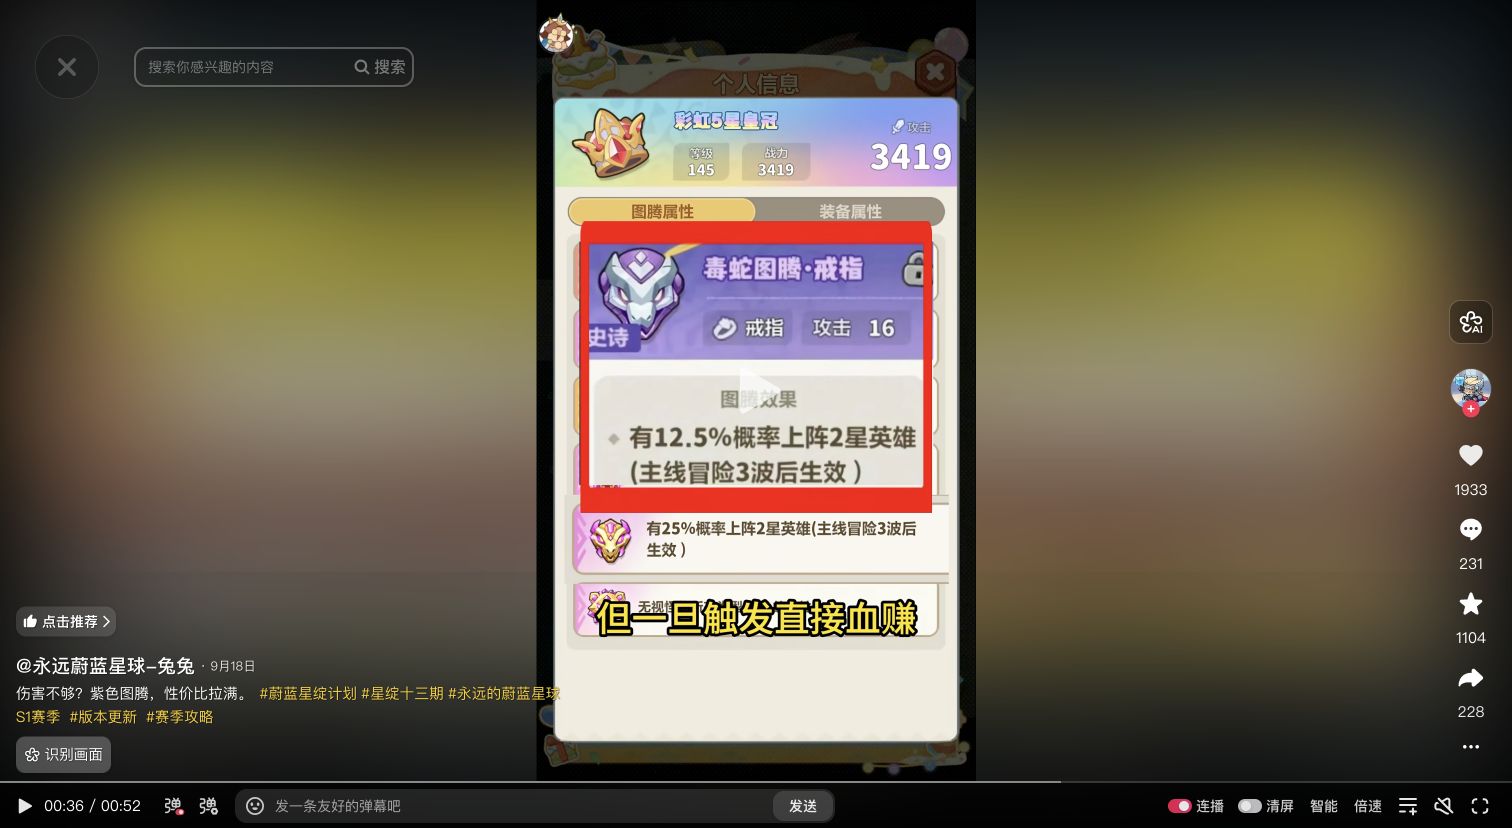 搜索你感兴趣的内容
搜索
个人信息
彩虹5星皇冠
等级
145
战力
3419
攻击
3419
图腾属性
装备属性
毒蛇图腾·戒指
史诗
戒指
攻击 16
图腾效果
有12.5%概率上阵2星英雄
(主线冒险3波后生效 )
有25%概率上阵2星英雄(主线冒险3波后
生效 )
无视
但一旦触发直接血赚
AI
1933
231
1104
228
点击推荐
@永远蔚蓝星球-兔兔 · 9月18日
伤害不够？紫色图腾，性价比拉满。 #蔚蓝星绽计划 #星绽十三期 #永远的蔚蓝星球
S1赛季 #版本更新 #赛季攻略
识别画面
00:36 / 00:52
弹
弹
发一条友好的弹幕吧
发送
连播
清屏
智能
倍速